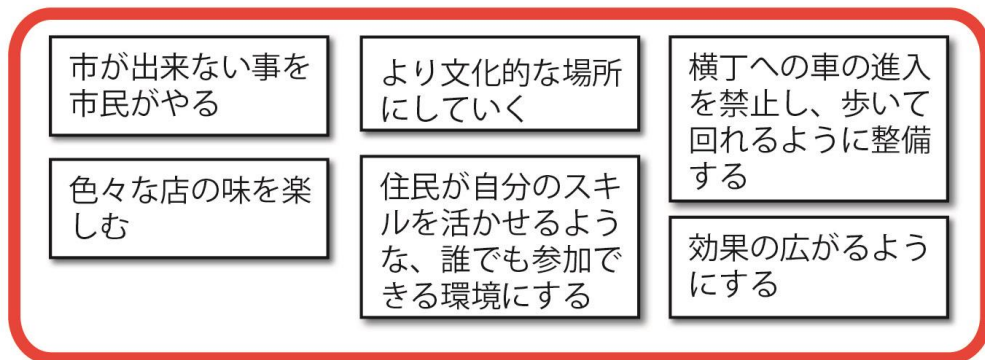 市が出来ない事を
市民がやる
色々な店の味を楽
しむ
より文化的な場所
にしていく
住民が自分のスキ
ルを活かせるよう
な、誰でも参加で
きる環境にする
横丁への車の進入
を禁止し、歩いて
回れるように整備
する
効果の広がるよう
にする